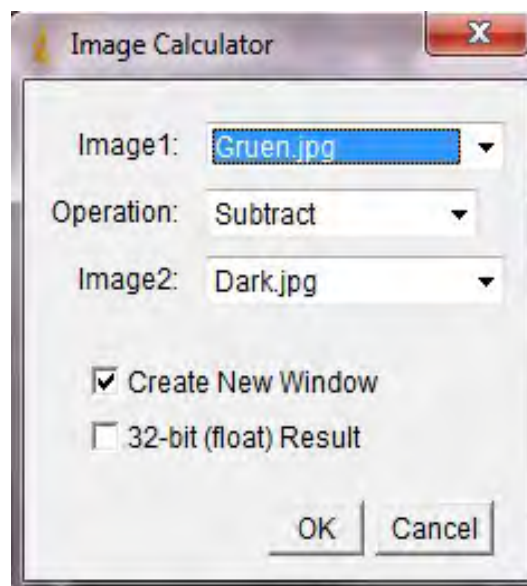 Image Calculator
Image1: Gruen.jpg
Operation: Subtract
Image2: Dark.jpg
Create New Window
32-bit (float) Result
OK Cancel